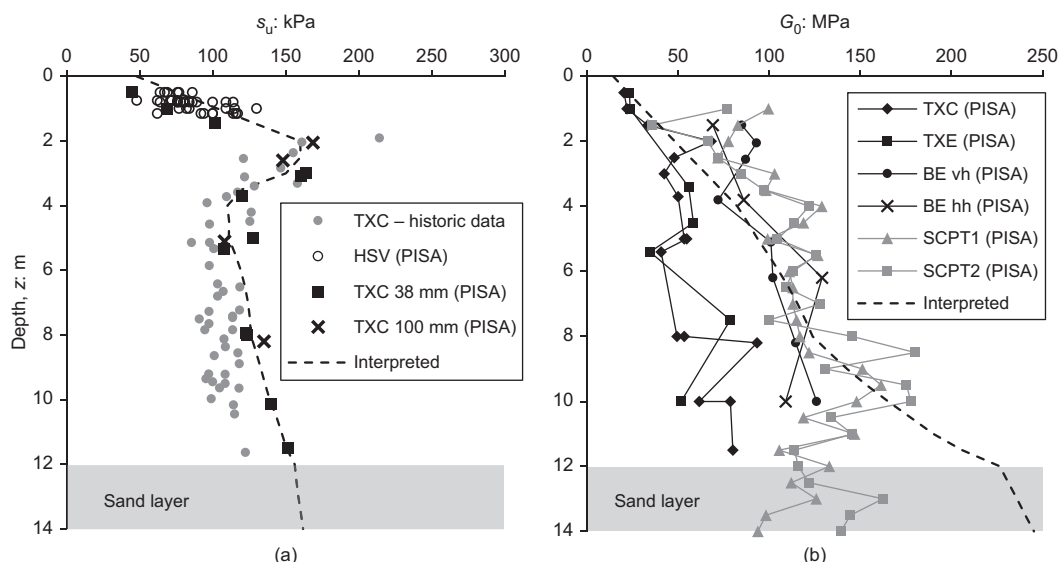 s_u: kPa
0 50 100 150 200 250 300
Depth, z: m
0
2
4
6
8
10
12
14
TXC – historic data
HSV (PISA)
TXC 38 mm (PISA)
TXC 100 mm (PISA)
Interpreted
Sand layer
(a)
G_0: MPa
0 50 100 150 200 250
0
2
4
6
8
10
12
14
TXC (PISA)
TXE (PISA)
BE vh (PISA)
BE hh (PISA)
SCPT1 (PISA)
SCPT2 (PISA)
Interpreted
Sand layer
(b)